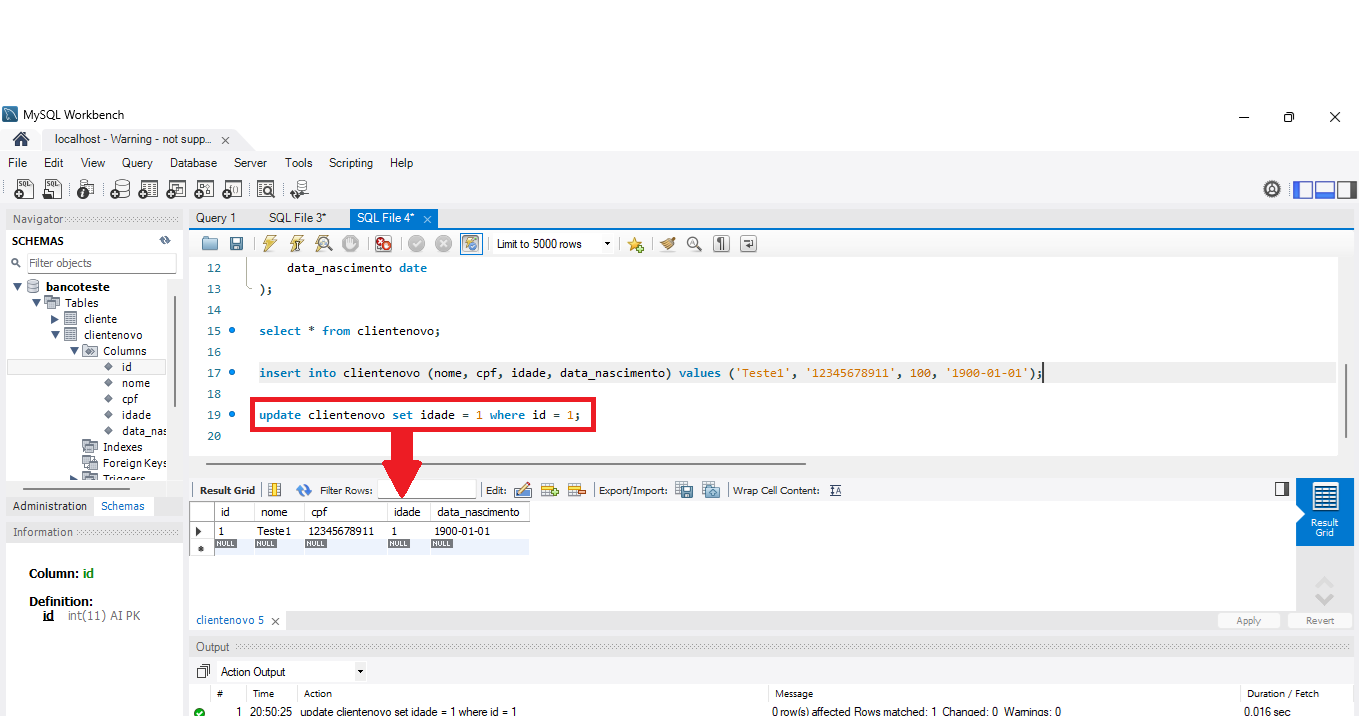 MySQL Workbench
localhost - Warning - not supp...
File Edit View Query Database Server Tools Scripting Help
Navigator
SCHEMAS
Filter objects
bancoteste
Tables
cliente
clientenovo
Columns
id
nome
cpf
idade
data_nas
Indexes
Foreign Keys
Triggers
Administration Schemas
Information
Column: id
Definition:
id int(11) AI PK
Query 1 SQL File 3* SQL File 4*
Limit to 5000 rows
12 data_nascimento date
13 );
14
15 select * from clientenovo;
16
17 insert into clientenovo (nome, cpf, idade, data_nascimento) values ('Teste1', '12345678911', 100, '1900-01-01');
18
19 update clientenovo set idade = 1 where id = 1;
20
Result Grid Filter Rows: Edit: Export/Import: Wrap Cell Content:
id nome cpf idade data_nascimento
1 Teste1 12345678911 1 1900-01-01
NULL NULL NULL NULL NULL
Result
Grid
clientenovo 5
Apply Revert
Output
Action Output
# Time Action Message Duration / Fetch
1 20:50:25 update clientenovo set idade = 1 where id = 1 0 row(s) affected Rows matched: 1 Changed: 0 Warnings: 0 0.016 sec